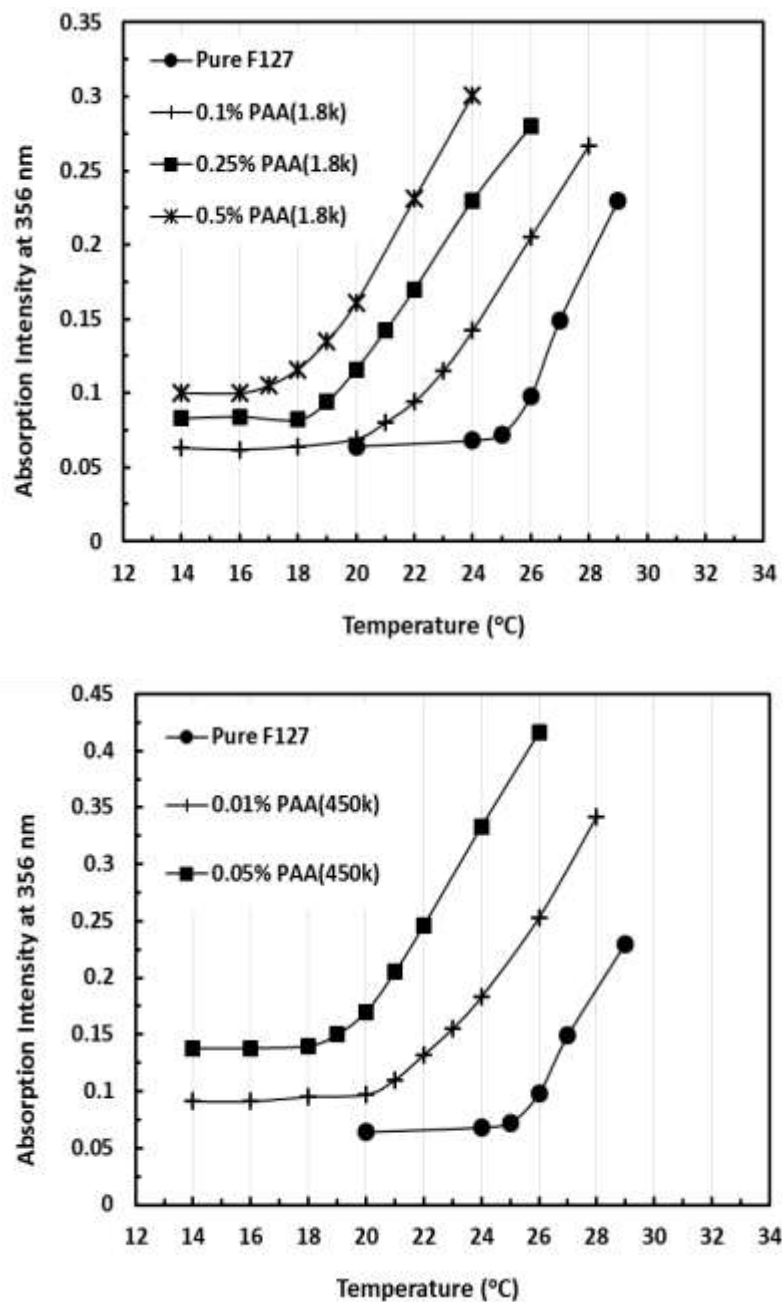 0.35
Pure F127
0.3
0.1% PAA(1.8k)
0.25
0.25% PAA(1.8k)
0.5% PAA(1.8k)
0.2
0.15
0.1
0.05
0
Absorption Intensity at 356 nm
12 14 16 18 20 22 24 26 28 30 32 34
Temperature (°C)
0.45
Pure F127
0.4
0.35
0.01% PAA(450k)
0.3
0.05% PAA(450k)
0.25
0.2
0.15
0.1
0.05
0
Absorption Intensity at 356 nm
12 14 16 18 20 22 24 26 28 30 32 34
Temperature (°C)